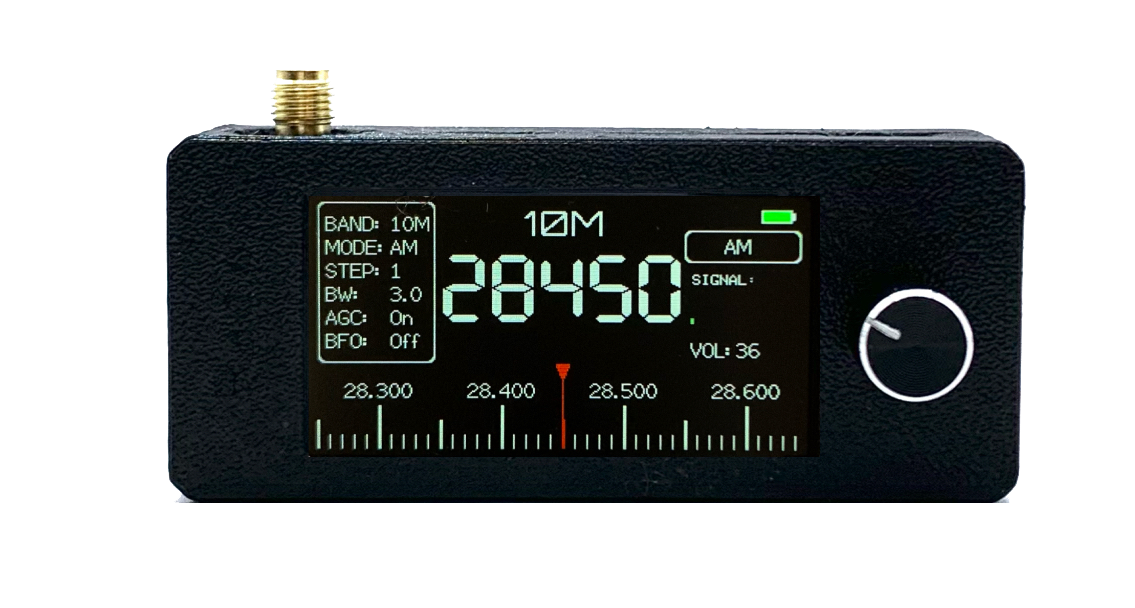 BAND: 10M
MODE: AM
STEP: 1
BW: 3.0
AGC: On
BFO: Off
10M
28450
AM
SIGNAL:
VOL: 36
28.300 28.400 28.500 28.600